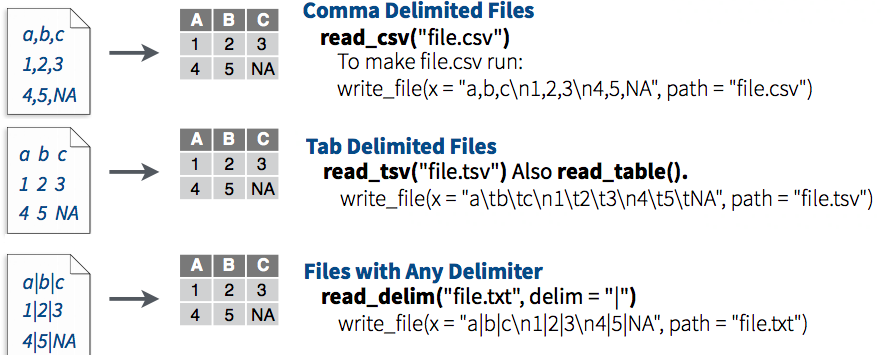 a,b,c
1,2,3
4,5,NA
A B C
1 2 3
4 5 NA
Comma Delimited Files
read_csv("file.csv")
To make file.csv run:
write_file(x = "a,b,c\n1,2,3\n4,5,NA", path = "file.csv")
a b c
1 2 3
4 5 NA
A B C
1 2 3
4 5 NA
Tab Delimited Files
read_tsv("file.tsv") Also read_table().
write_file(x = "a\tb\tc\n1\t2\t3\n4\t5\tNA", path = "file.tsv")
a|b|c
1|2|3
4|5|NA
A B C
1 2 3
4 5 NA
Files with Any Delimiter
read_delim("file.txt", delim = "|")
write_file(x = "a|b|c\n1|2|3\n4|5|NA", path = "file.txt")